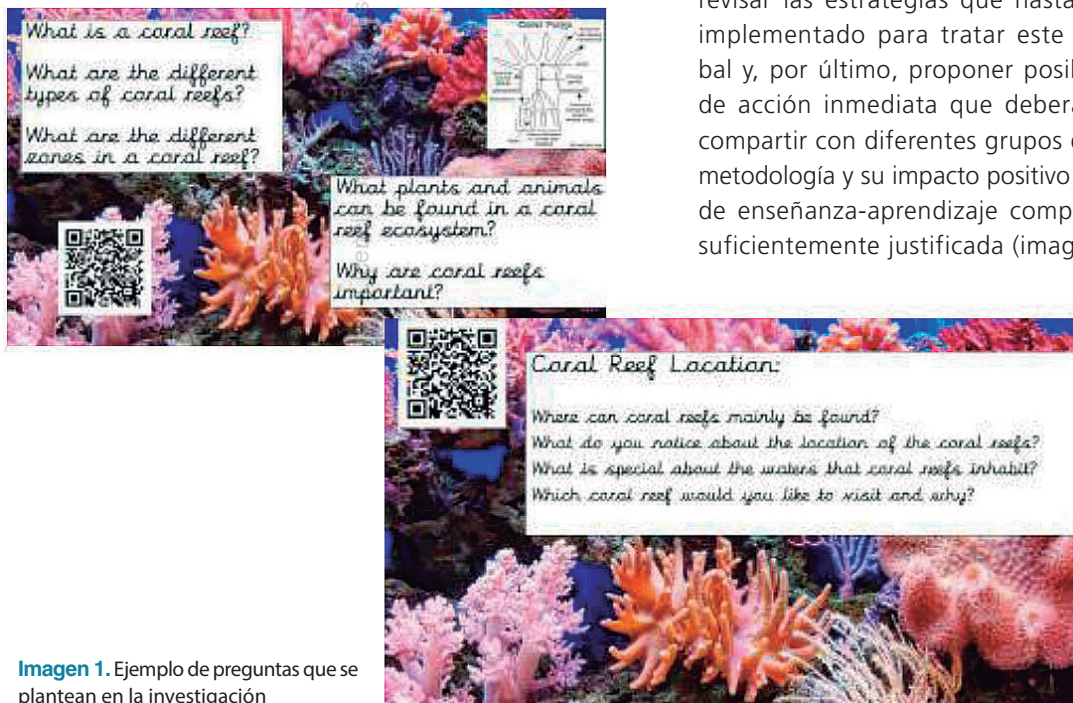 What is a coral reef?
What are the different
types of coral reefs?
What are the different
zones in a coral reef?
Coral Polyp
What plants and animals
can be found in a coral
reef ecosystem?
Why are coral reefs
important?
revisar las estrategias que hasta
implementado para tratar este
bal y, por último, proponer posi
de acción inmediata que deber
compartir con diferentes grupos
metodología y su impacto positivo
de enseñanza-aprendizaje comp
suficientemente justificada (imag
Coral Reef Location:
Where can coral reefs mainly be found?
What do you notice about the location of the coral reefs?
What is special about the waters that coral reefs inhabit?
Which coral reef would you like to visit and why?
Imagen 1. Ejemplo de preguntas que se
plantean en la investigación